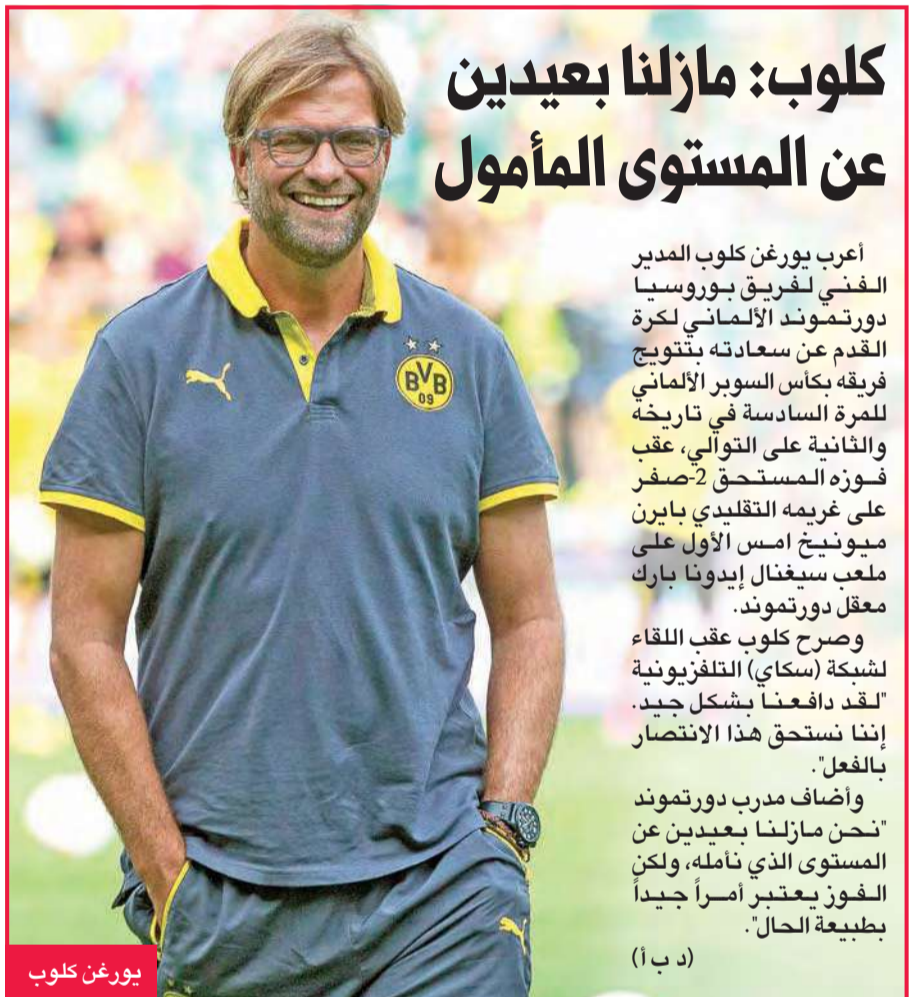 كلوب: مازلنا بعيدين
عن المستوى المأمول
أعرب يورغن كلوب المدير
الفني لفريق بوروسيا
دورتموند الألماني لكرة
القدم عن سعادته بتتويج
فريقه بكأس السوبر الألماني
للمرة السادسة في تاريخه
والثانية على التوالي، عقب
فوزه المستحق 2-صفر
على غريمه التقليدي بايرن
ميونيخ امس الأول على
ملعب سيغنال إيدونا بارك
معقل دورتموند.
وصرح كلوب عقب اللقاء
لشبكة (سكاي) التلفزيونية
"لقد دافعنا بشكل جيد.
إننا نستحق هذا الانتصار
بالفعل".
وأضاف مدرب دورتموند
"نحن مازلنا بعيدين عن
المستوى الذي نأمله، ولكن
الفوز يعتبر أمراً جيداً
بطبيعة الحال".
(د ب أ)
BVB
09
يورغن كلوب